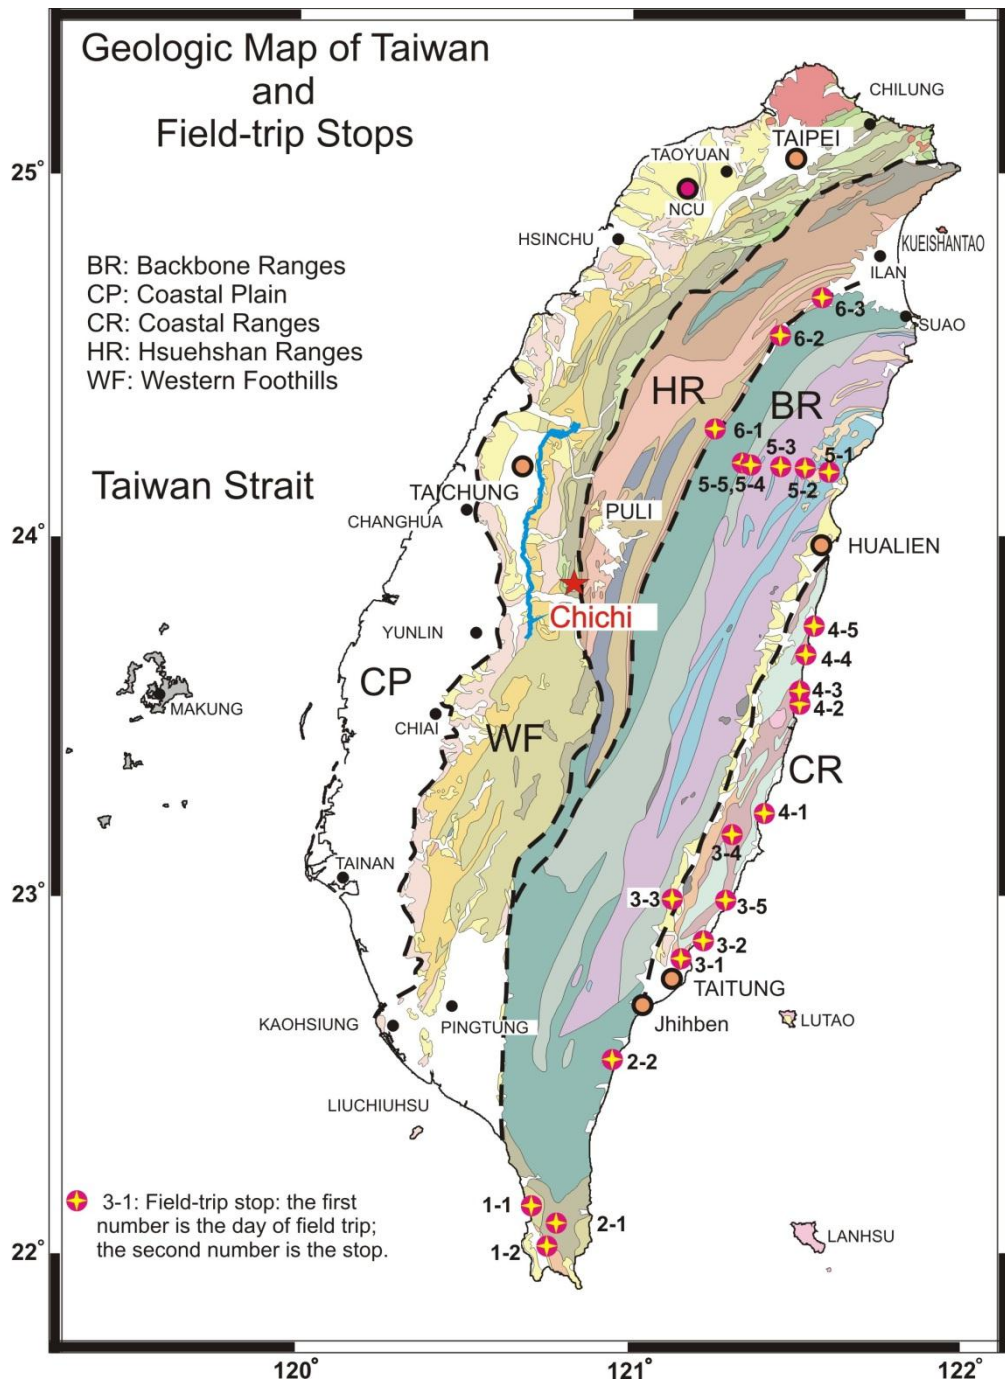 Geologic Map of Taiwan
and
Field-trip Stops
CHILUNG
TAIPEI
25°
TAOYUAN
NCU
HSINCHU
KUEISHANTAO
ILAN
BR: Backbone Ranges
CP: Coastal Plain
CR: Coastal Ranges
HR: Hsuehshan Ranges
WF: Western Foothills
6-3
SUAO
6-2
HR
BR
6-1
5-3
5-1
5-5,5-4
5-2
Taiwan Strait
TAICHUNG
CHANGHUA
PULI
24°
HUALIEN
Chichi
YUNLIN
4-5
4-4
CP
4-3
4-2
MAKUNG
CHIAI
WF
CR
4-1
3-4
TAINAN
23°
3-3
3-5
3-2
3-1
TAITUNG
KAOHSIUNG
PINGTUNG
Jhihben
LUTAO
2-2
LIUCHIUHSU
3-1: Field-trip stop: the first
number is the day of field trip;
the second number is the stop.
1-1
2-1
1-2
LANHSU
22°
120°
121°
122°